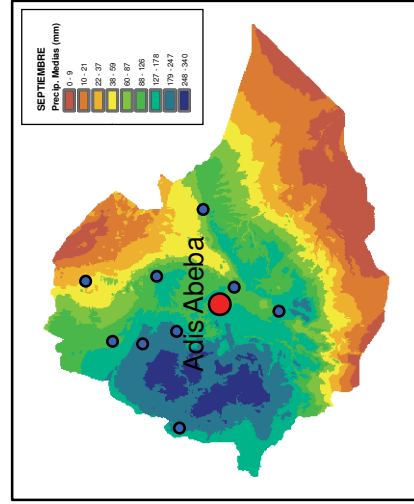 SEPTIEMBRE
Precip. Medias (mm)
0 - 9
10 - 21
22 - 37
38 - 59
60 - 87
88 - 126
127 - 178
179 - 247
248 - 340
Adis Abeba